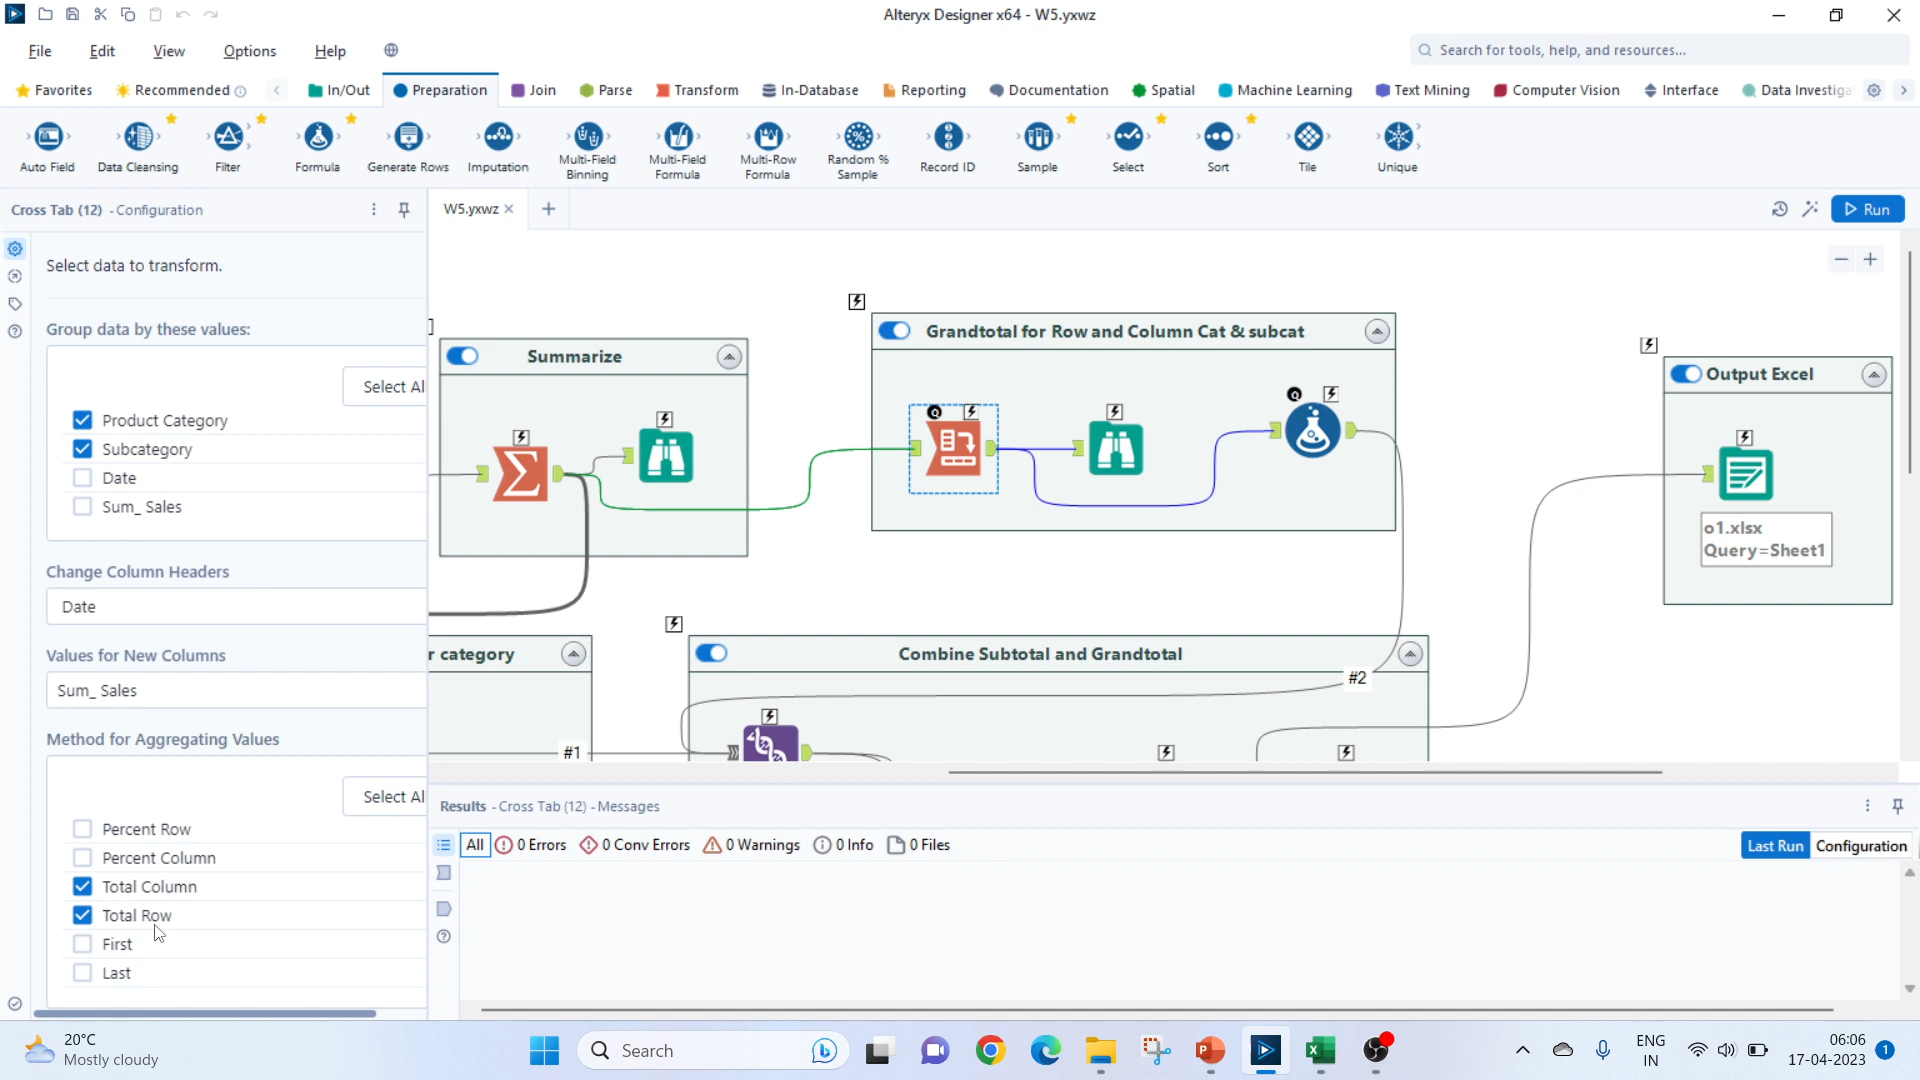 Alteryx Designer x64 - W5.yxwz
File Edit View Options Help
Search for tools, help, and resources...
Favorites Recommended In/Out Preparation Join Parse Transform In-Database Reporting Documentation Spatial Machine Learning Text Mining Computer Vision Interface Data Investiga
Auto Field Data Cleansing Filter Formula Generate Rows Imputation Multi-Field Binning Multi-Field Formula Multi-Row Formula Random % Sample Record ID Sample Select Sort Tile Unique
Cross Tab (12) - Configuration
W5.yxwz
Run
Select data to transform.
Group data by these values:
Select Al
Product Category
Subcategory
Date
Sum_ Sales
Change Column Headers
Date
Values for New Columns
Sum_ Sales
Method for Aggregating Values
Select Al
Percent Row
Percent Column
Total Column
Total Row
First
Last
Summarize
Grandtotal for Row and Column Cat & subcat
Q
Q
Output Excel
o1.xlsx
Query=Sheet1
r category
Combine Subtotal and Grandtotal
#2
#1
Results - Cross Tab (12) - Messages
All 0 Errors 0 Conv Errors 0 Warnings 0 Info 0 Files
Last Run Configuration
20°C
Mostly cloudy
Search
ENG
IN
06:06
17-04-2023
1